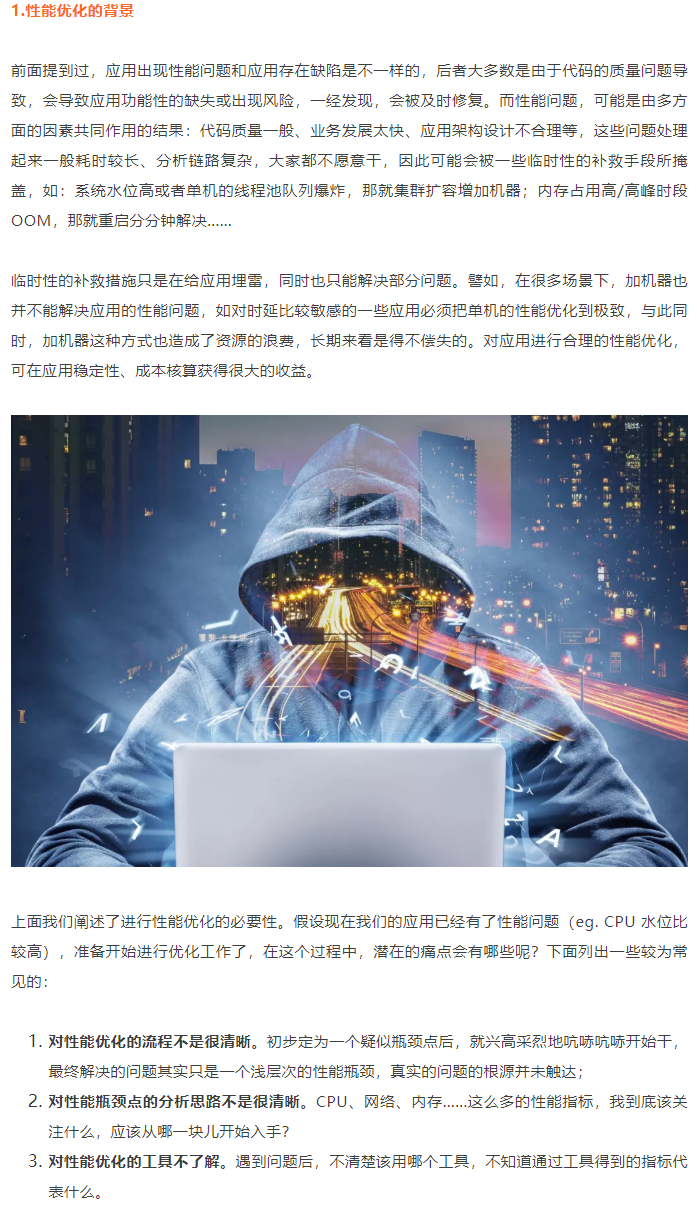 1.性能优化的背景
前面提到过，应用出现性能问题和应用存在缺陷是不一样的，后者大多数是由于代码的质量问题导
致，会导致应用功能性的缺失或出现风险，一经发现，会被及时修复。而性能问题，可能是由多方
面的因素共同作用的结果：代码质量一般、业务发展太快、应用架构设计不合理等，这些问题处理
起来一般耗时较长、分析链路复杂，大家都不愿意干，因此可能会被一些临时性的补救手段所掩
盖，如：系统水位高或者单机的线程池队列爆炸，那就集群扩容增加机器；内存占用高/高峰时段
OOM，那就重启分分钟解决......
临时性的补救措施只是在给应用埋雷，同时也只能解决部分问题。譬如，在很多场景下，加机器也
并不能解决应用的性能问题，如对时延比较敏感的一些应用必须把单机的性能优化到极致，与此同
时，加机器这种方式也造成了资源的浪费，长期来看是得不偿失的。对应用进行合理的性能优化，
可在应用稳定性、成本核算获得很大的收益。
上面我们阐述了进行性能优化的必要性。假设现在我们的应用已经有了性能问题（eg. CPU 水位比
较高），准备开始进行优化工作了，在这个过程中，潜在的痛点会有哪些呢？下面列出一些较为常
见的：
1. 对性能优化的流程不是很清晰。初步定为一个疑似瓶颈点后，就兴高采烈地吭哧吭哧开始干，
最终解决的问题其实只是一个浅层次的性能瓶颈，真实的问题的根源并未触达；
2. 对性能瓶颈点的分析思路不是很清晰。CPU、网络、内存......这么多的性能指标，我到底该关
注什么，应该从哪一块儿开始入手？
3. 对性能优化的工具不了解。遇到问题后，不清楚该用哪个工具，不知道通过工具得到的指标代
表什么。